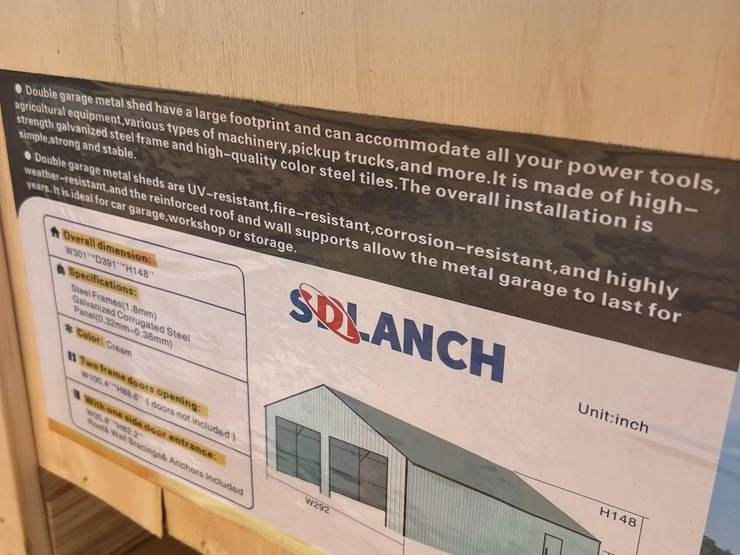 ● Double garage metal shed have a large footprint and can accommodate all your power tools,
agricultural equipment,various types of machinery,pickup trucks,and more.It is made of high-
strength galvanized steel frame and high-quality color steel tiles.The overall installation is
simple,strong and stable.
● Double garage metal sheds are UV-resistant,fire-resistant,corrosion-resistant,and highly
weather-resistant,and the reinforced roof and wall supports allow the metal garage to last for
years. It is ideal for car garage,workshop or storage.
Overall dimension:
W301"*D391"*H148"
Specifications:
Steel Frames(1.8mm)
Galvanized Corrugated Steel
Panel(0.32mm-0.38mm)
Color: Cream
Two frame doors opening:
W100.4"*H88.6" ( doors not included )
With one side door entrance:
W35.8"*H82.2"
Roof& Wall Bracings& Anchors Included
SDLANCH
Unit:inch
W292
H148